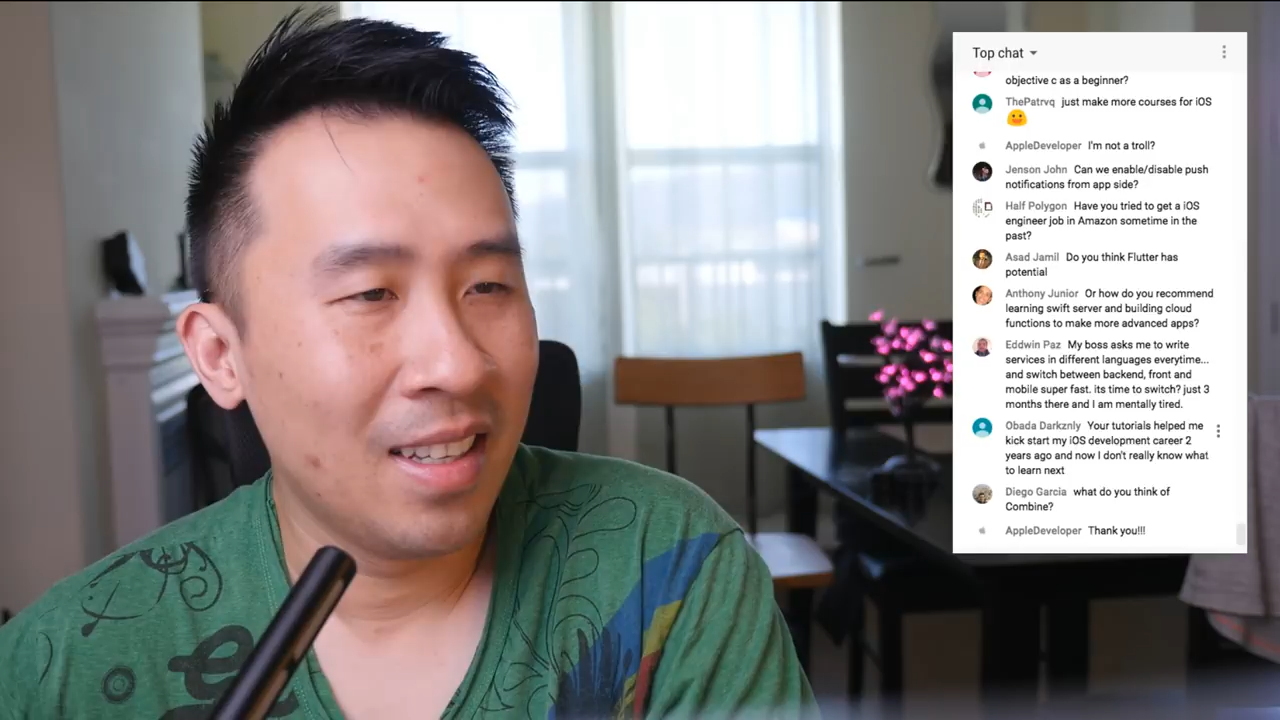 Top chat
objective c as a beginner?
ThePatrvq just make more courses for iOS
AppleDeveloper I'm not a troll?
Jenson John Can we enable/disable push
notifications from app side?
Half Polygon Have you tried to get a iOS
engineer job in Amazon sometime in the
past?
Asad Jamil Do you think Flutter has
potential
Anthony Junior Or how do you recommend
learning swift server and building cloud
functions to make more advanced apps?
Eddwin Paz My boss asks me to write
services in different languages everytime...
and switch between backend, front and
mobile super fast. its time to switch? just 3
months there and I am mentally tired.
Obada Darkznly Your tutorials helped me
kick start my iOS development career 2
years ago and now I don't really know what
to learn next
Diego Garcia what do you think of
Combine?
AppleDeveloper Thank you!!!